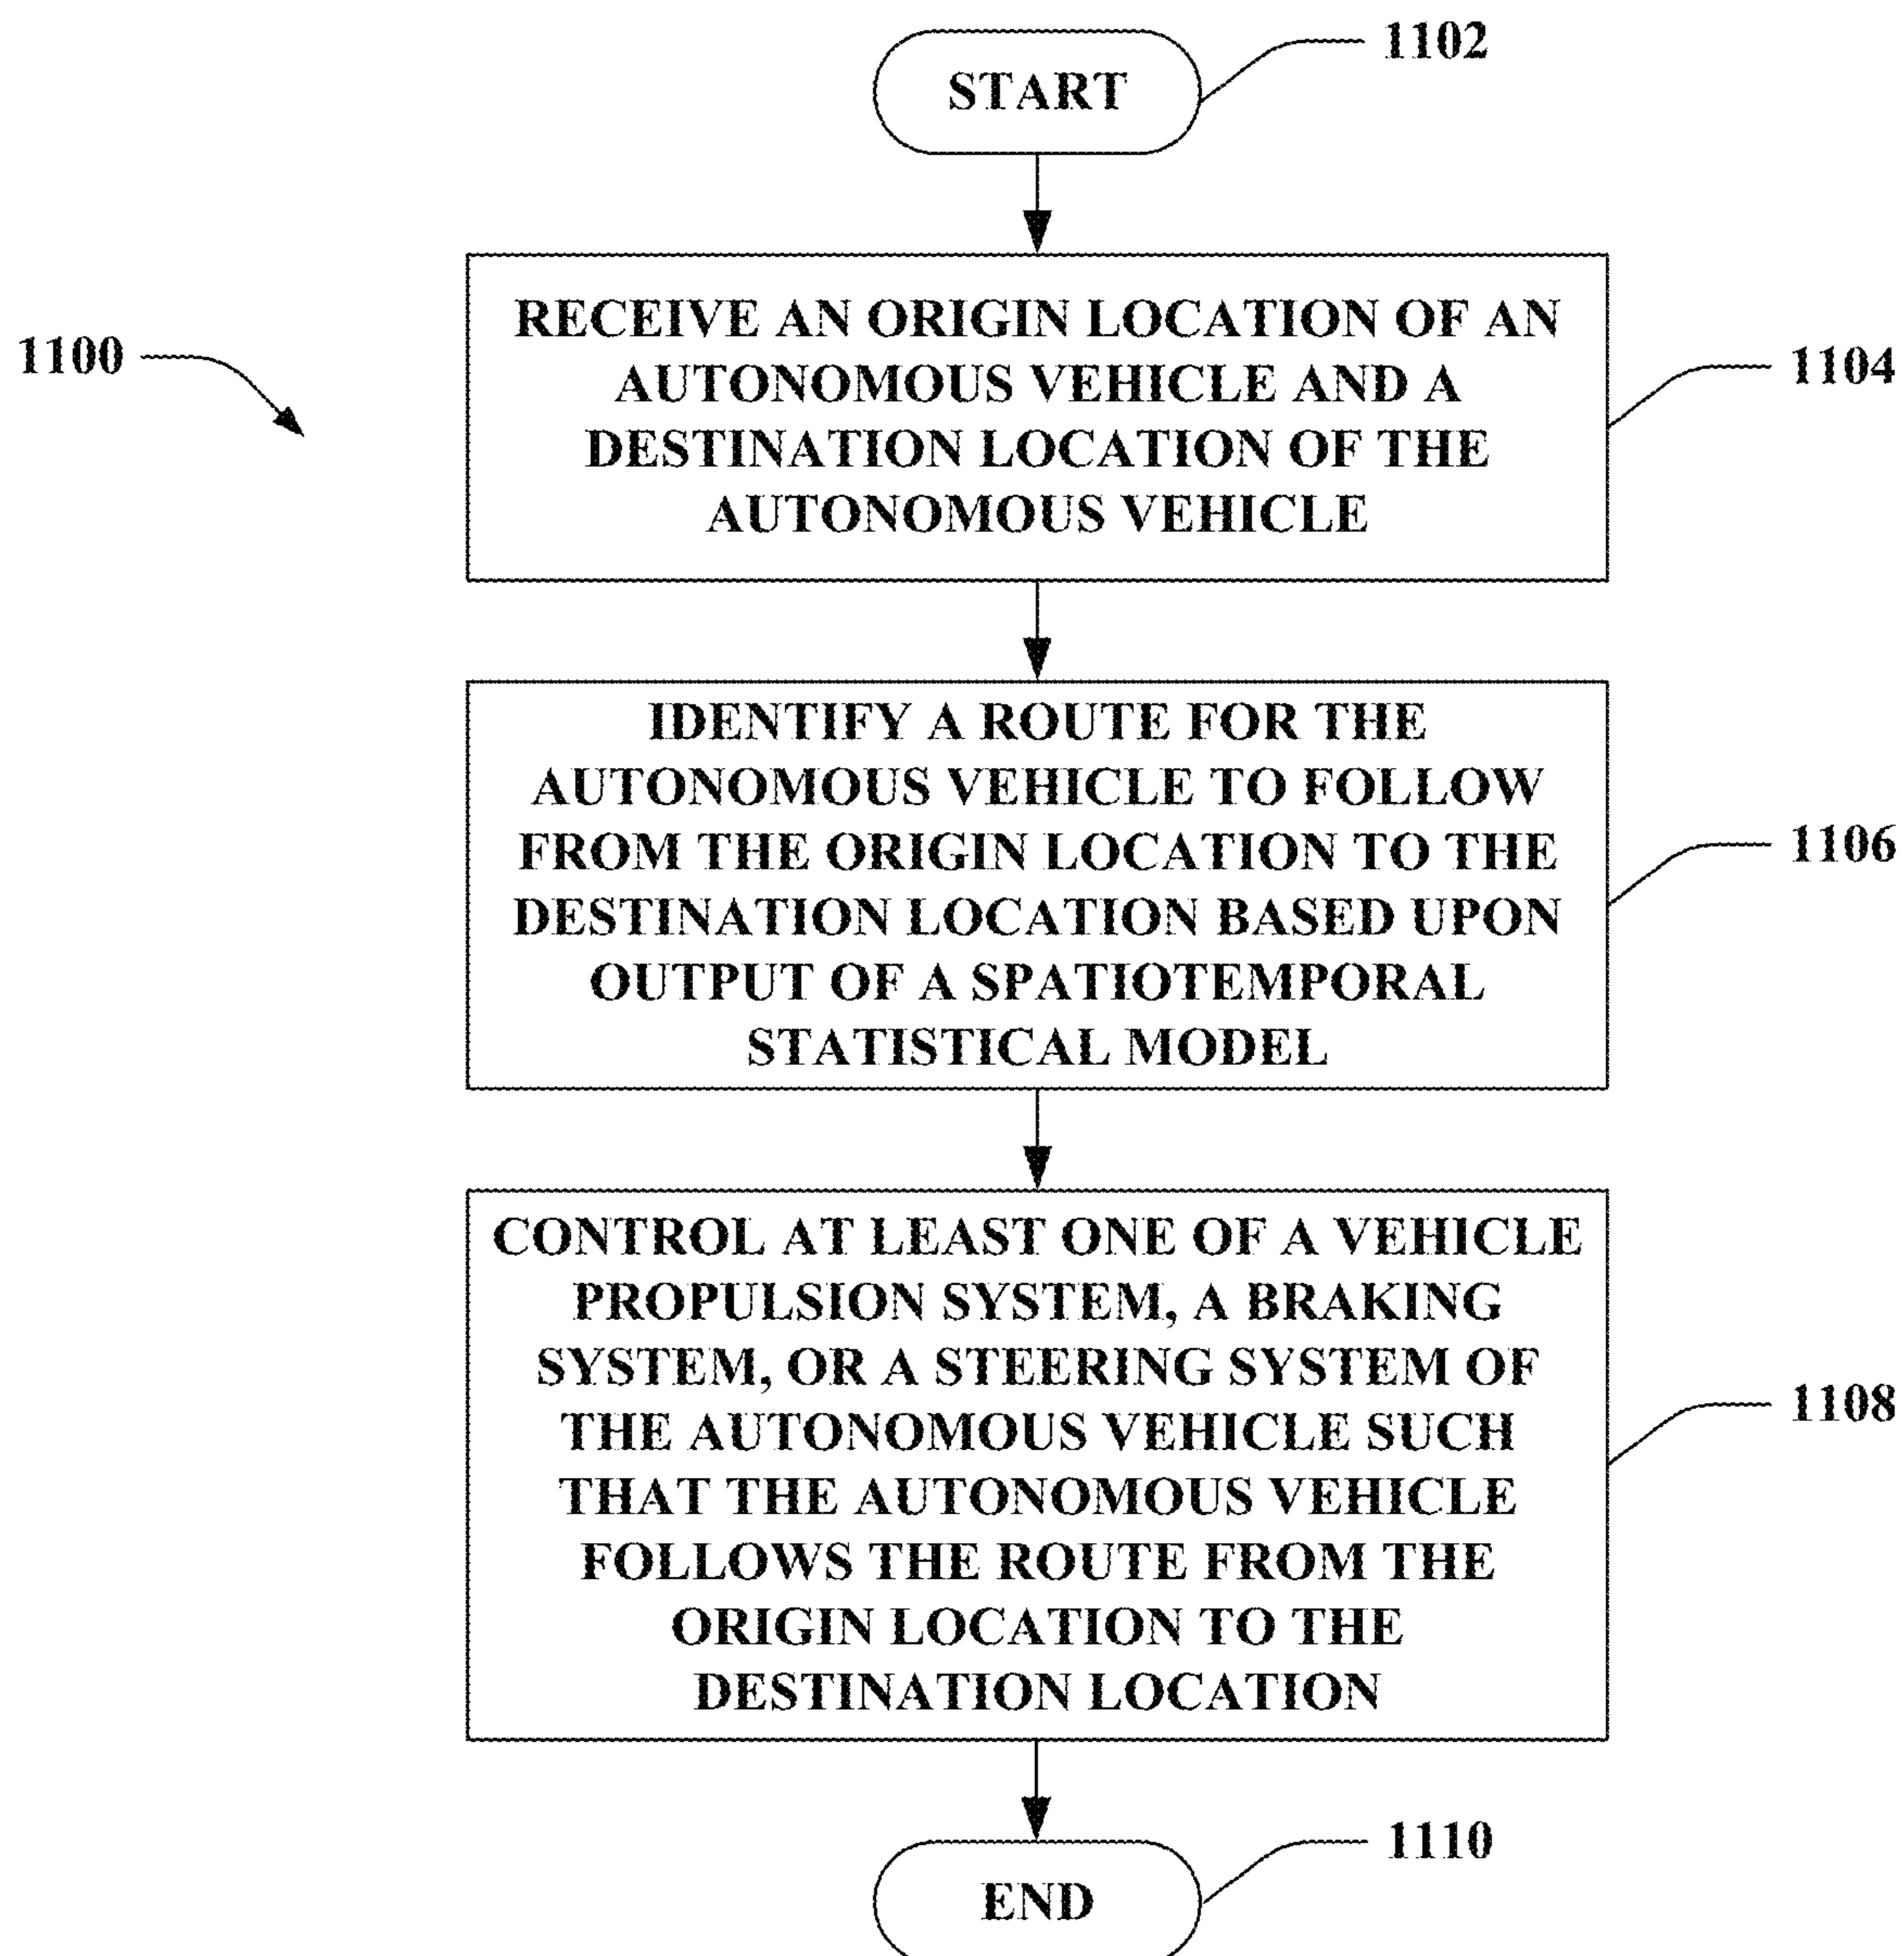 1102
START
1100
RECEIVE AN ORIGIN LOCATION OF AN
AUTONOMOUS VEHICLE AND A
DESTINATION LOCATION OF THE
AUTONOMOUS VEHICLE
1104
IDENTIFY A ROUTE FOR THE
AUTONOMOUS VEHICLE TO FOLLOW
FROM THE ORIGIN LOCATION TO THE
DESTINATION LOCATION BASED UPON
OUTPUT OF A SPATIOTEMPORAL
STATISTICAL MODEL
1106
CONTROL AT LEAST ONE OF A VEHICLE
PROPULSION SYSTEM, A BRAKING
SYSTEM, OR A STEERING SYSTEM OF
THE AUTONOMOUS VEHICLE SUCH
THAT THE AUTONOMOUS VEHICLE
FOLLOWS THE ROUTE FROM THE
ORIGIN LOCATION TO THE
DESTINATION LOCATION
1108
1110
END